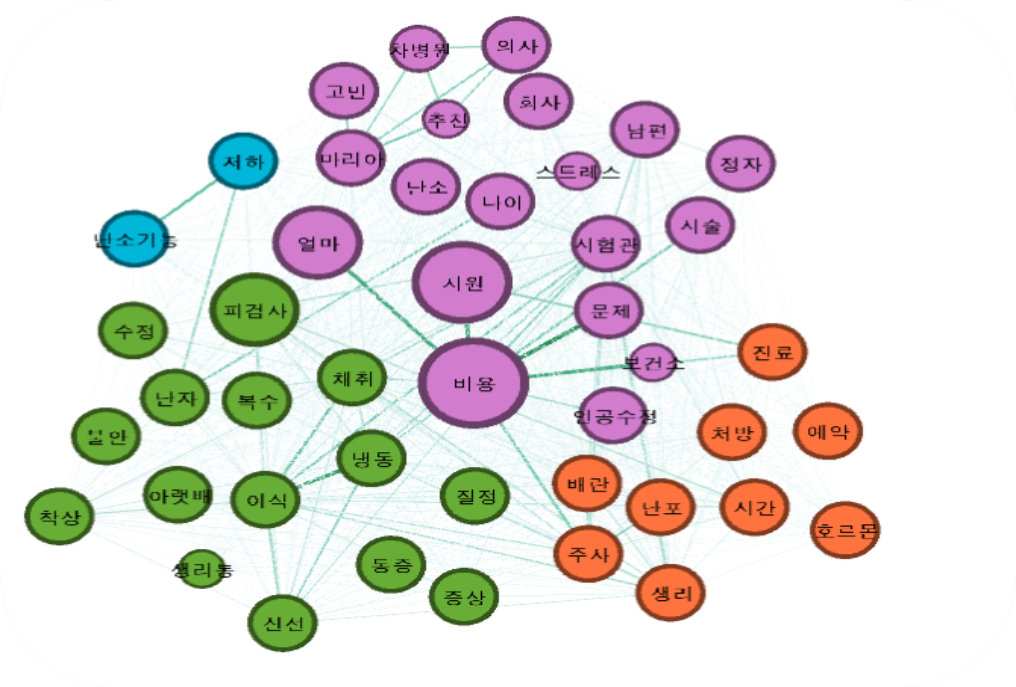 차병원
의사
고민
회사
추진
남편
마리아
저하
정자
스트레스
난소
나이
시술
난소기능
얼마
시험관
시원
피검사
문제
수정
진료
보건소
채취
비용
난자
복수
인공수정
처방
예약
불안
냉동
배란
아랫배
이식
질정
난포
시간
착상
호르몬
주사
생리통
통증
증상
생리
신선